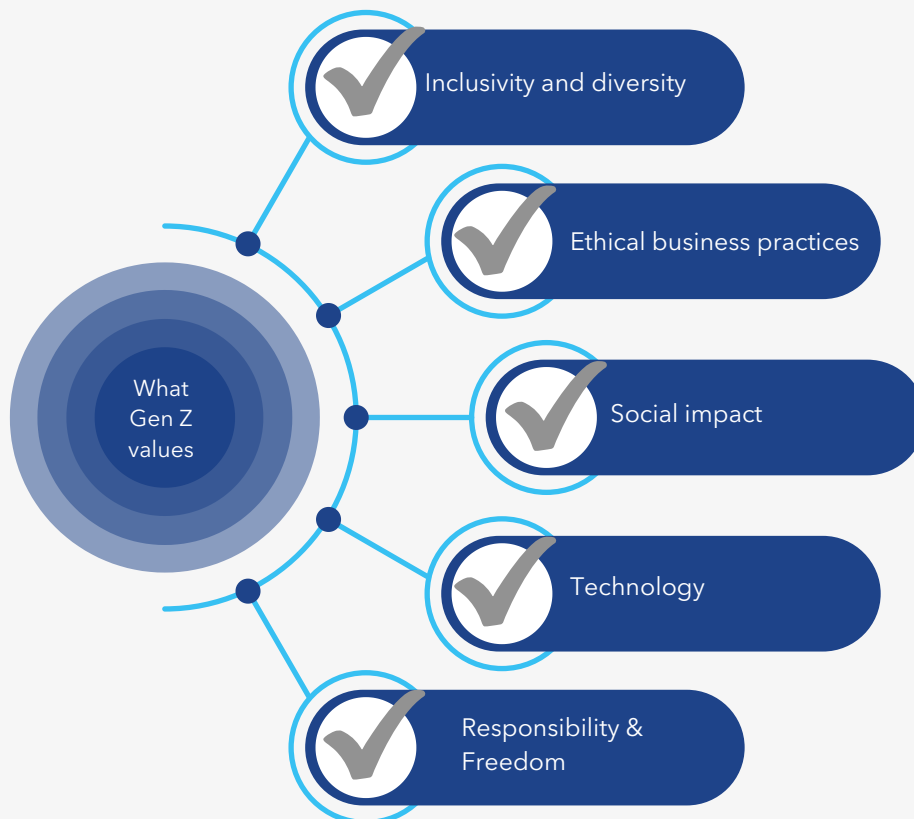 Inclusivity and diversity
Ethical business practices
What
Gen Z
values
Social impact
Technology
Responsibility &
Freedom